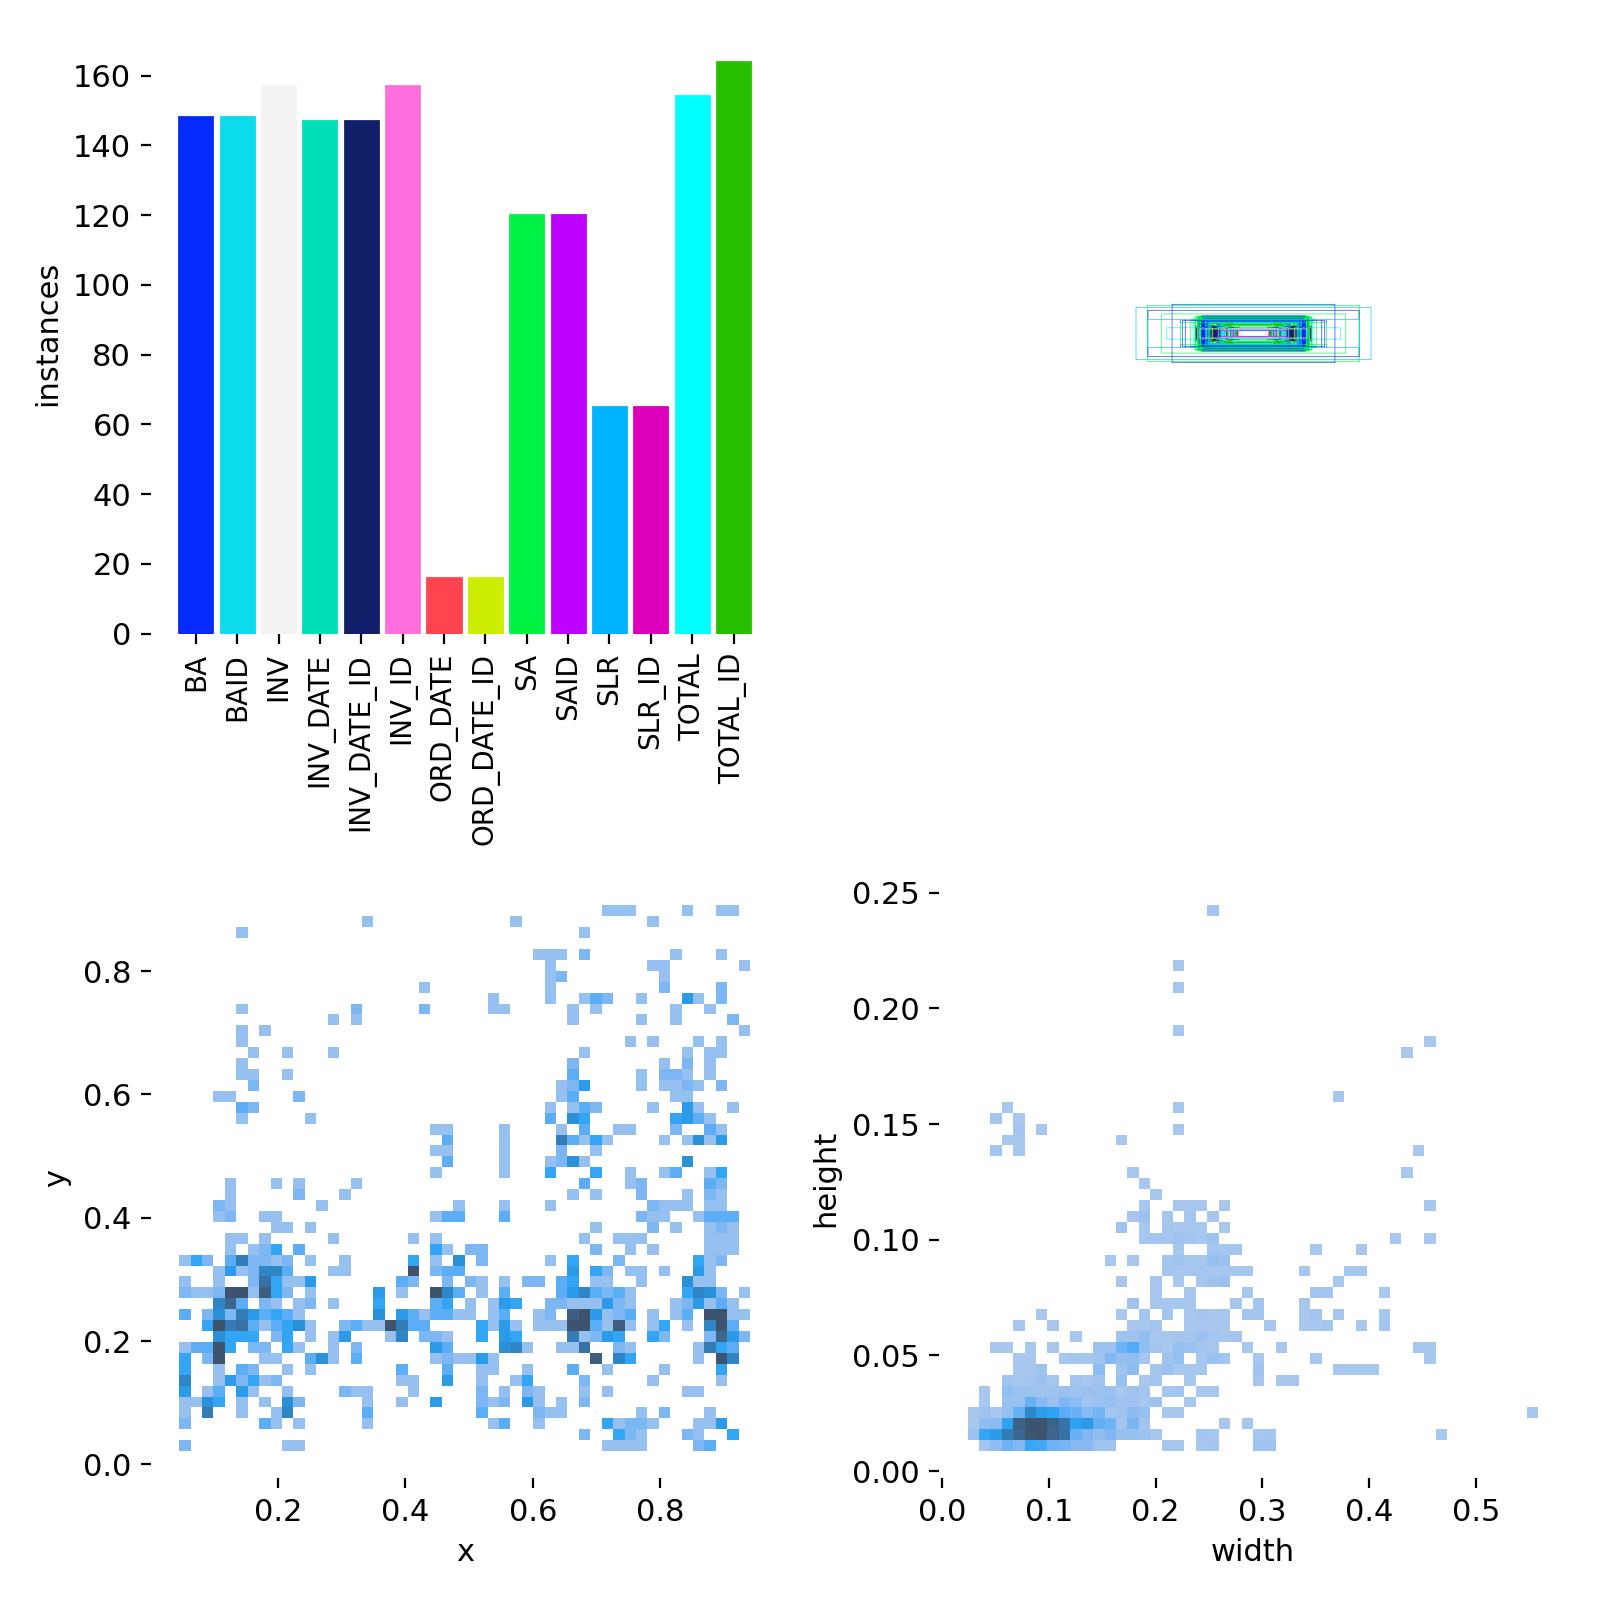 160
140
120
100
80
60
40
20
0
instances
BA
BAID
INV
INV_DATE
INV_DATE_ID
INV_ID
ORD_DATE
ORD_DATE_ID
SA
SAID
SLR
SLR_ID
TOTAL
TOTAL_ID
0.8
0.6
0.4
0.2
0.0
y
0.2 0.4 0.6 0.8
x
0.25
0.20
0.15
0.10
0.05
0.00
height
0.0 0.1 0.2 0.3 0.4 0.5
width